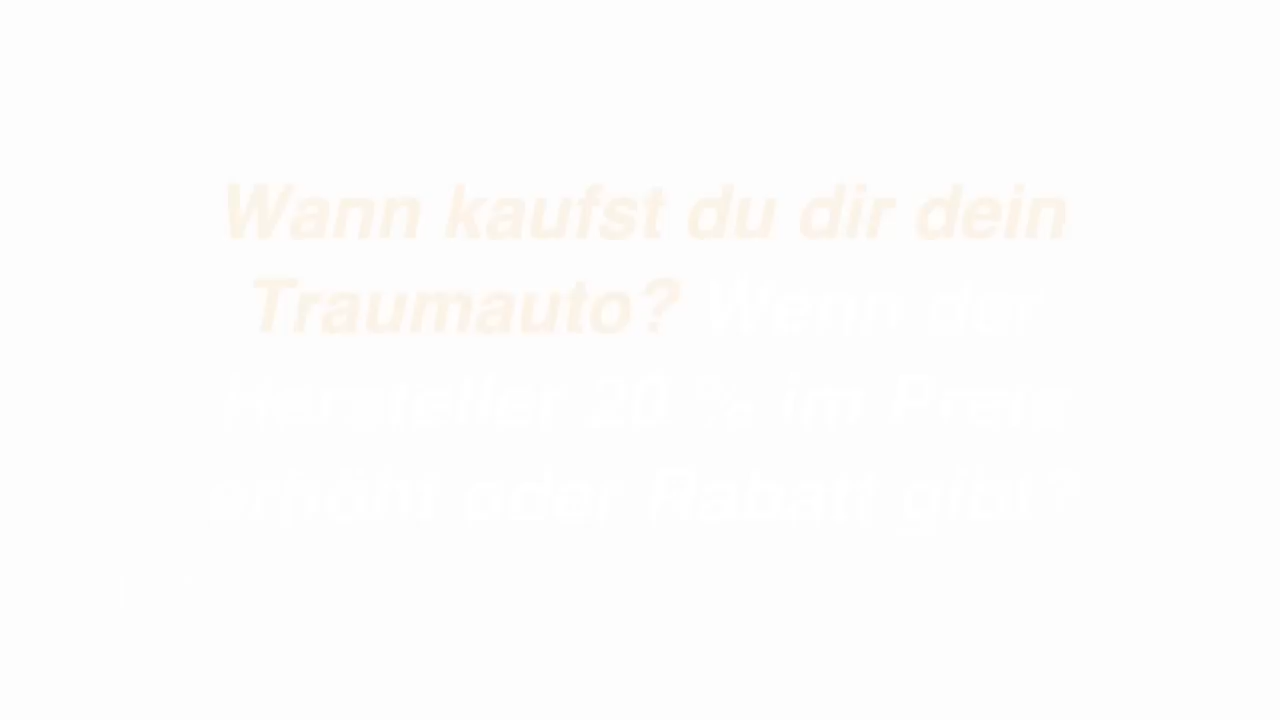 Wann kaufst du dir dein
Traumauto? Wenn der
Hersteller 20 % im Preis
erhöht oder Rabatt gibt?